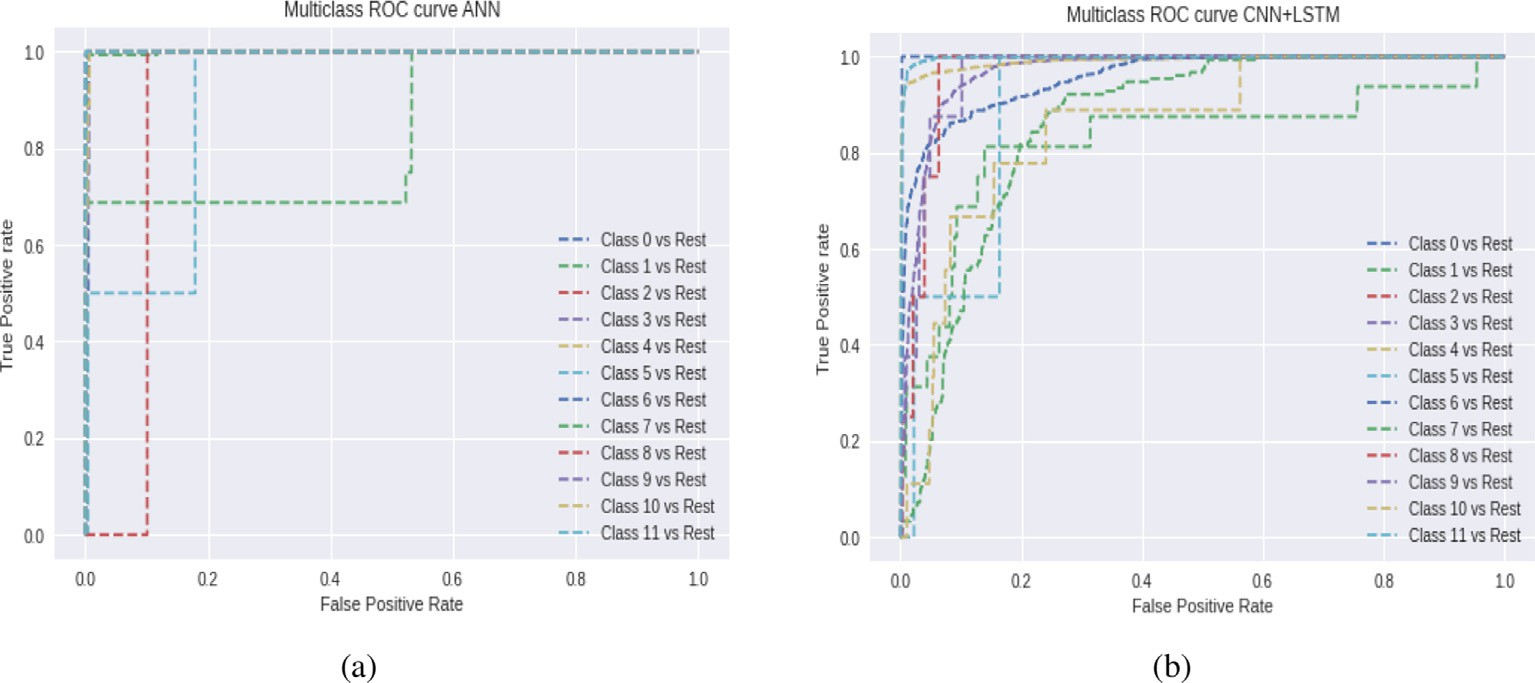 Multiclass ROC curve ANN
1.0
0.8
0.6
0.4
0.2
0.0
True Positive rate
Class 0 vs Rest
Class 1 vs Rest
Class 2 vs Rest
Class 3 vs Rest
Class 4 vs Rest
Class 5 vs Rest
Class 6 vs Rest
Class 7 vs Rest
Class 8 vs Rest
Class 9 vs Rest
Class 10 vs Rest
Class 11 vs Rest
0.0 0.2 0.4 0.6 0.8 1.0
False Positive Rate
(a)
Multiclass ROC curve CNN+LSTM
1.0
0.8
0.6
0.4
0.2
0.0
True Positive rate
Class 0 vs Rest
Class 1 vs Rest
Class 2 vs Rest
Class 3 vs Rest
Class 4 vs Rest
Class 5 vs Rest
Class 6 vs Rest
Class 7 vs Rest
Class 8 vs Rest
Class 9 vs Rest
Class 10 vs Rest
Class 11 vs Rest
0.0 0.2 0.4 0.6 0.8 1.0
False Positive Rate
(b)